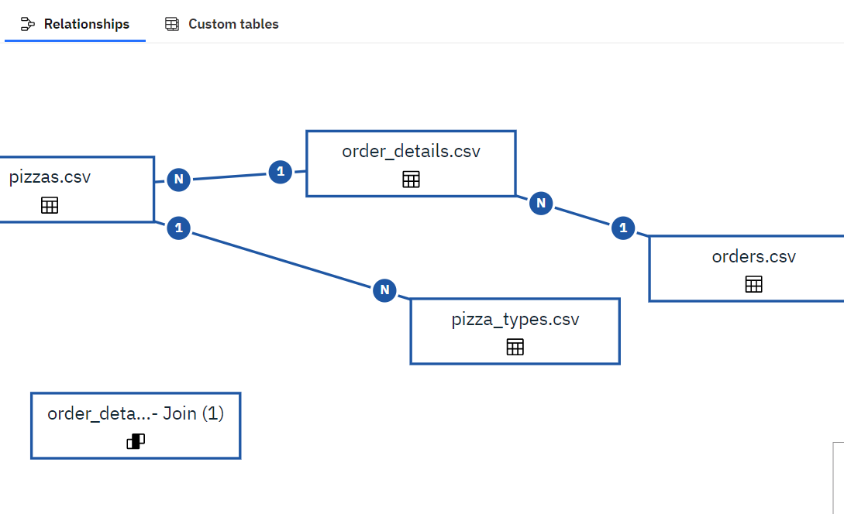 Relationships
Custom tables
order_details.csv
pizzas.csv
N
1
N
1
1
orders.csv
N
pizza_types.csv
order_deta...- Join (1)